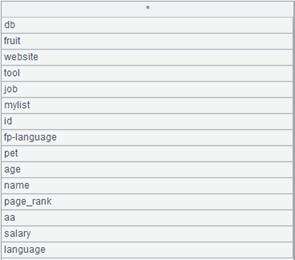 *
db
fruit
website
tool
job
mylist
id
fp-language
pet
age
name
page_rank
aa
salary
language